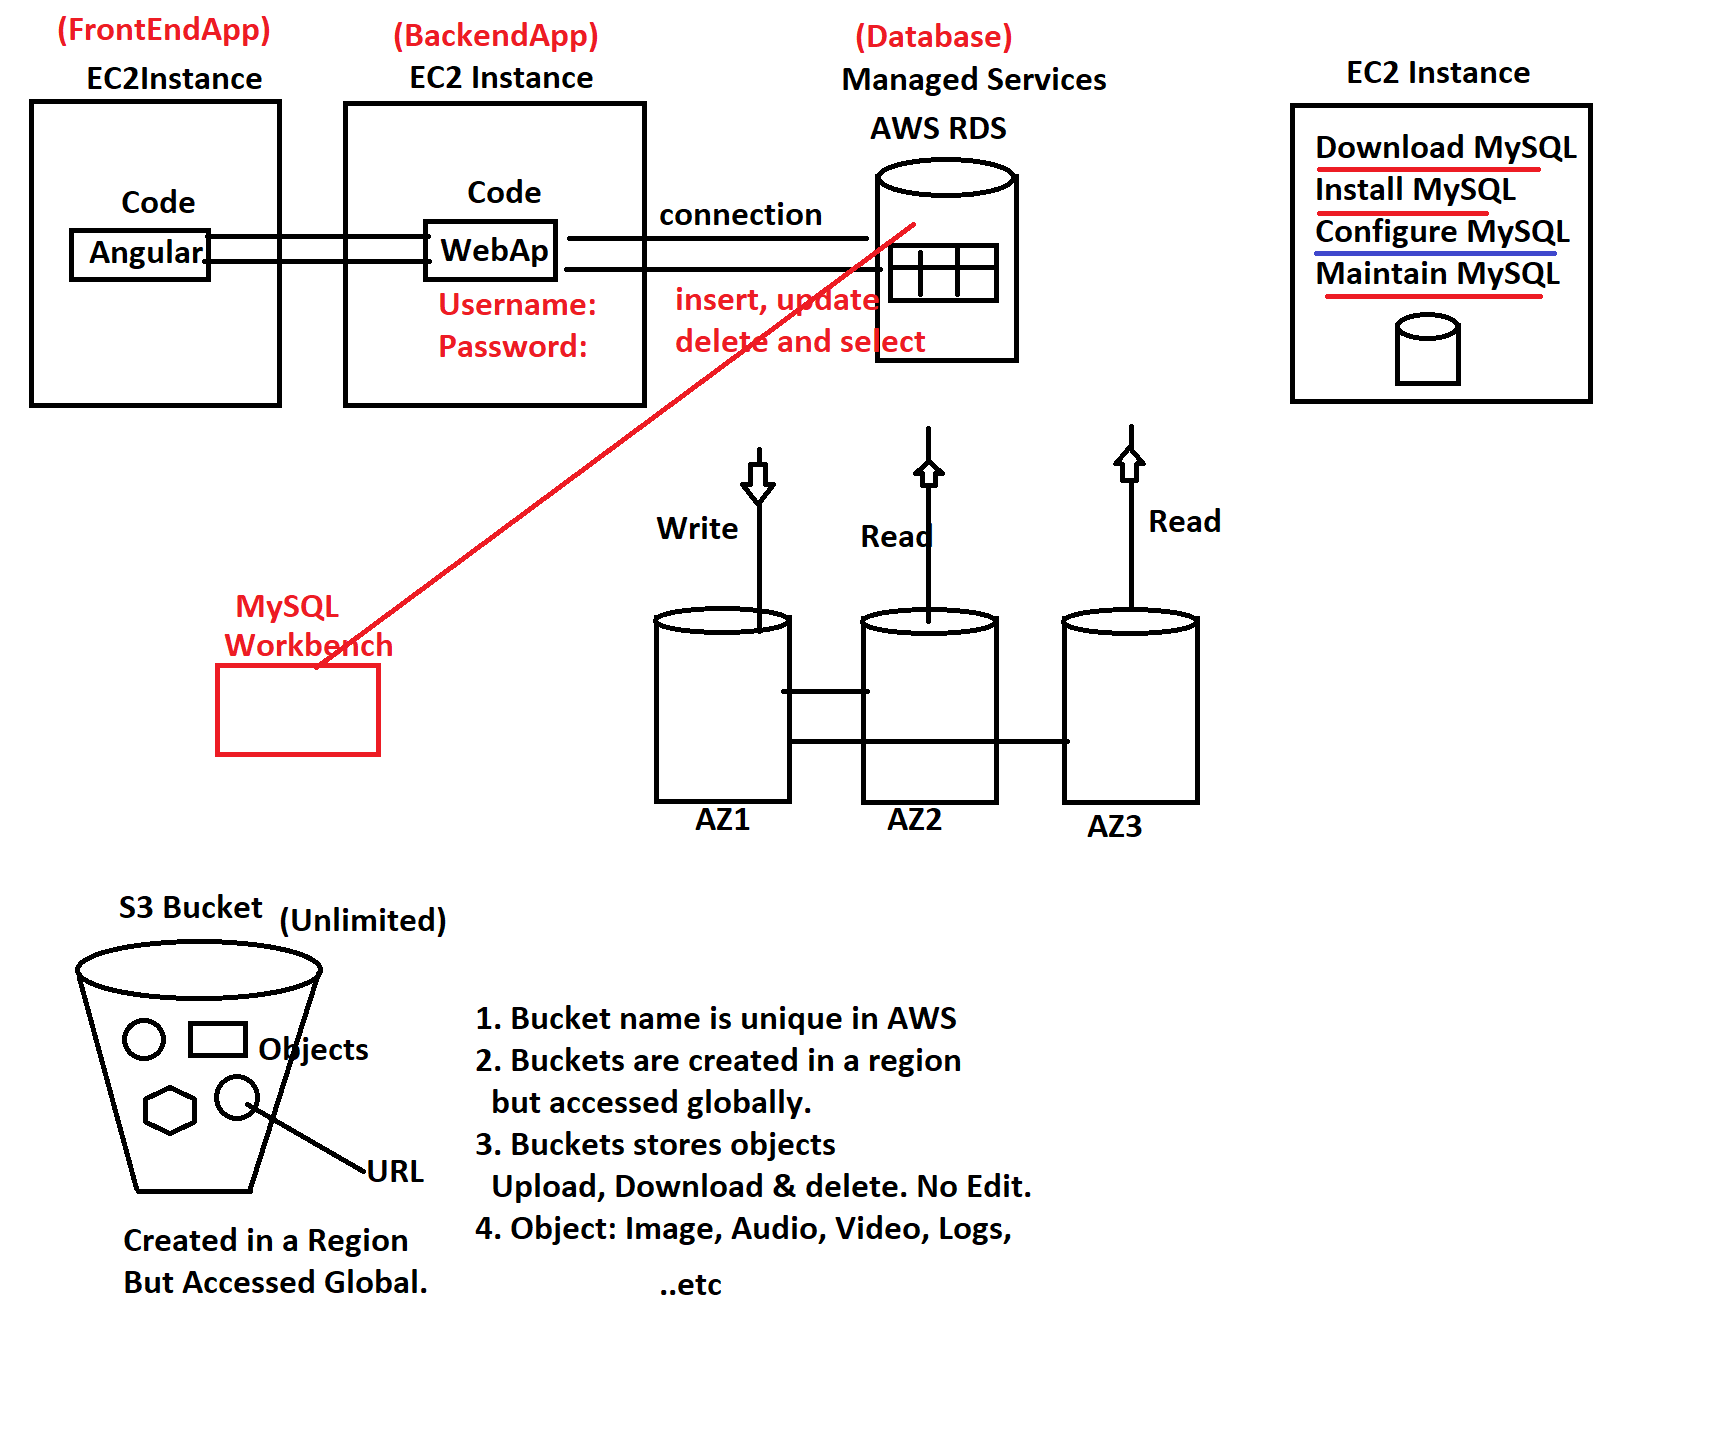 (FrontEndApp)
EC2Instance
Code
Angular
(BackendApp)
EC2 Instance
Code
WebAp
Username:
Password:
connection
insert, update
delete and select
(Database)
Managed Services
AWS RDS
EC2 Instance
Download MySQL
Install MySQL
Configure MySQL
Maintain MySQL
Write
Read
Read
MySQL
Workbench
AZ1
AZ2
AZ3
S3 Bucket
(Unlimited)
Objects
URL
Created in a Region
But Accessed Global.
1. Bucket name is unique in AWS
2. Buckets are created in a region
but accessed globally.
3. Buckets stores objects
Upload, Download & delete. No Edit.
4. Object: Image, Audio, Video, Logs,
..etc